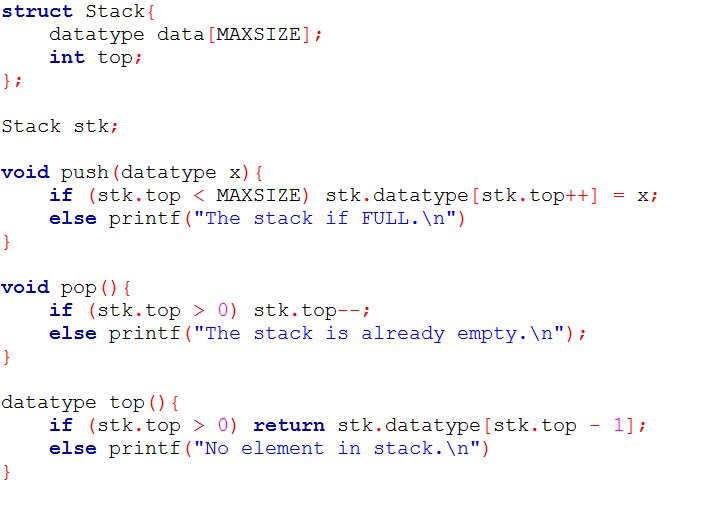 struct Stack{
    datatype data[MAXSIZE];
    int top;
};

Stack stk;

void push(datatype x){
    if (stk.top < MAXSIZE) stk.datatype[stk.top++] = x;
    else printf("The stack if FULL.\n")
}

void pop(){
    if (stk.top > 0) stk.top--;
    else printf("The stack is already empty.\n");
}

datatype top(){
    if (stk.top > 0) return stk.datatype[stk.top - 1];
    else printf("No element in stack.\n")
}